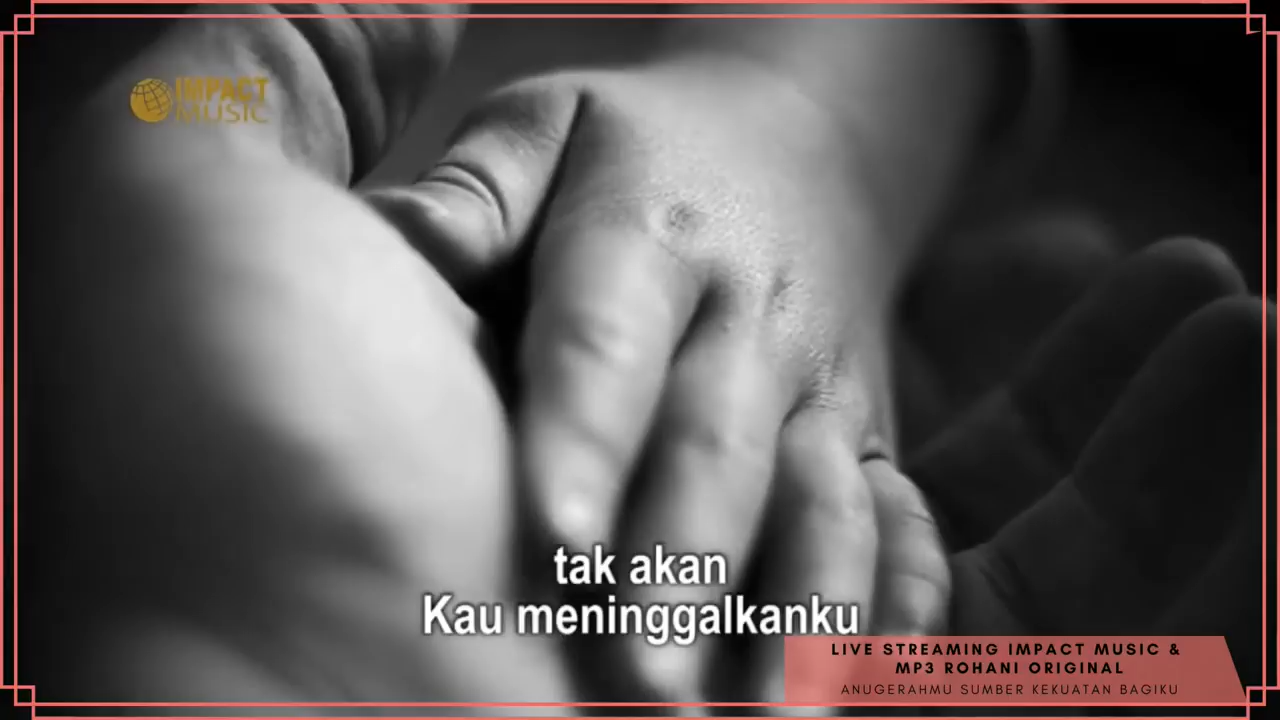 IMPACT
MUSIC
tak akan
Kau meninggalkanku
LIVE STREAMING IMPACT MUSIC &
MP3 ROHANI ORIGINAL
ANUGERAHMU SUMBER KEKUATAN BAGIKU